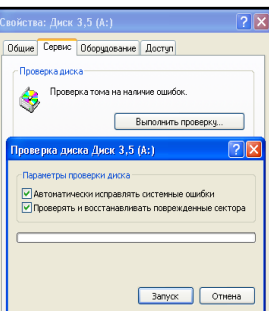 Свойства: Диск 3,5 (A:)
Общие Сервис Оборудование Доступ
Проверка диска
Проверка тома на наличие ошибок.
Выполнить проверку...
Проверка диска Диск 3,5 (A:)
Параметры проверки диска
Автоматически исправлять системные ошибки
Проверять и восстанавливать поврежденные сектора
Запуск Отмена